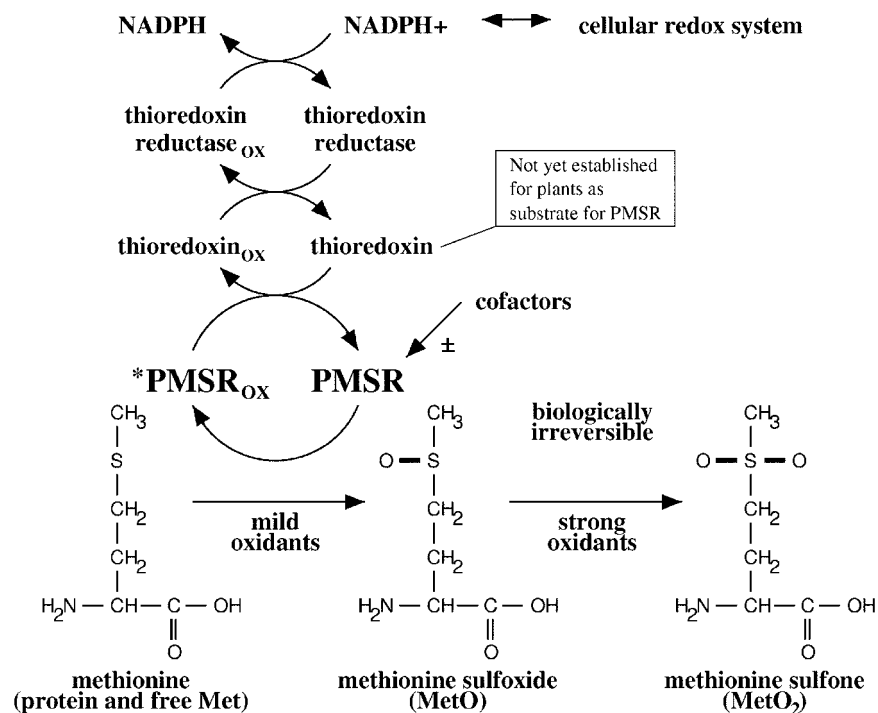 NADPH NADPH+ cellular redox system
thioredoxin thioredoxin
reductase OX reductase
Not yet established
for plants as
substrate for PMSR
thioredoxin OX thioredoxin
cofactors
±
*PMSR OX PMSR
biologically
irreversible
CH3 CH3 CH3
S O S O S O
mild strong
oxidants oxidants
CH2 CH2 CH2
CH2 CH2 CH2
H2N CH C OH H2N CH C OH H2N CH C OH
O O O
methionine methionine sulfoxide methionine sulfone
(protein and free Met) (MetO) (MetO2)